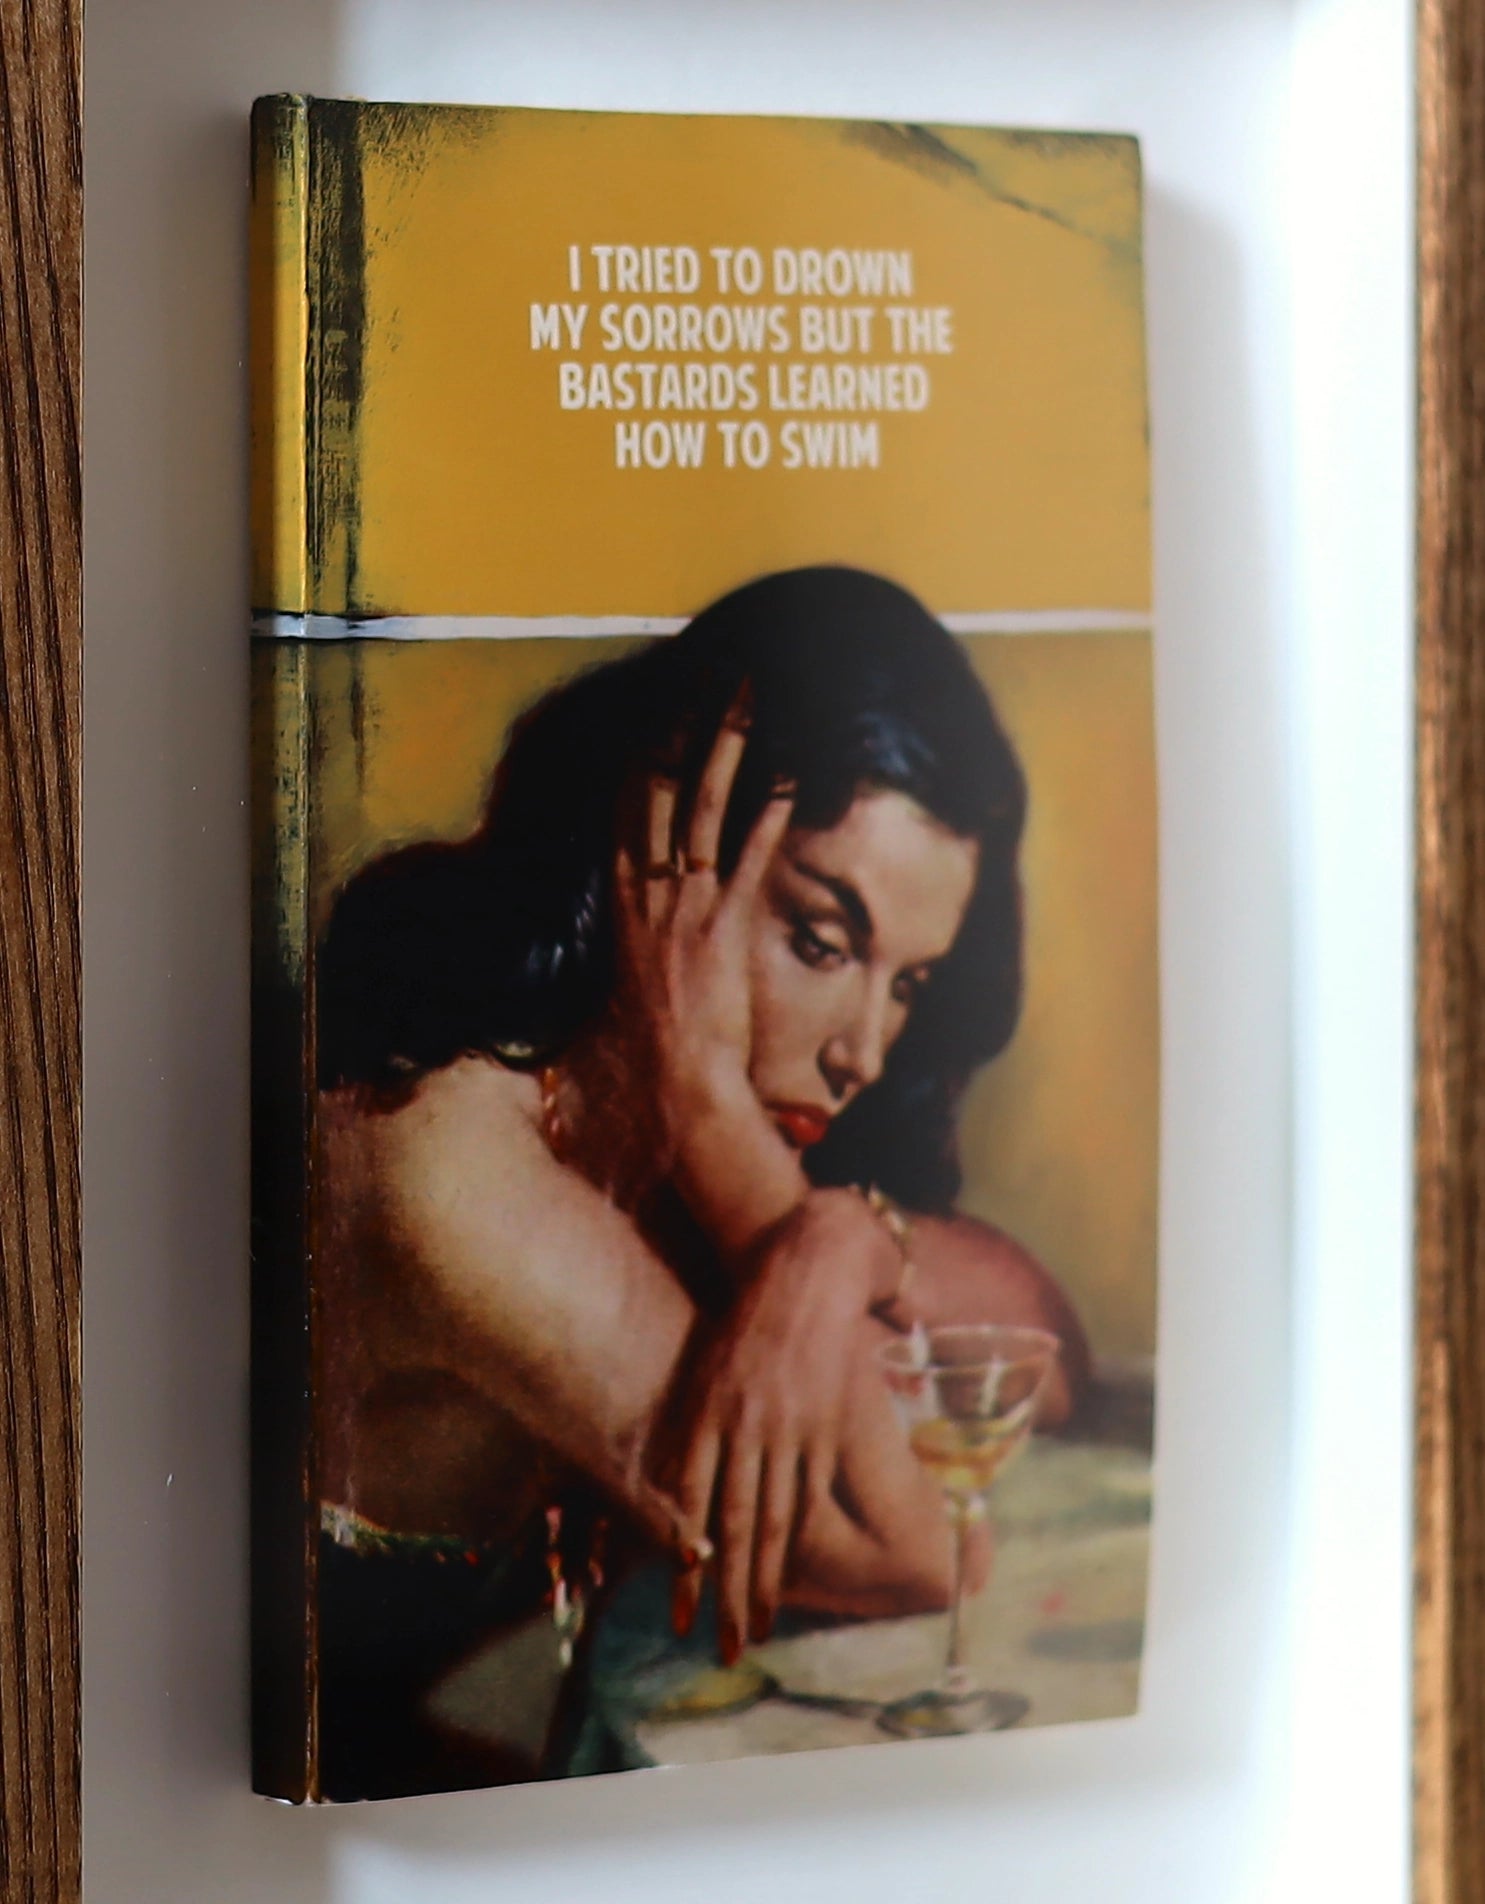 I TRIED TO DROWN
MY SORROWS BUT THE
BASTARDS LEARNED
HOW TO SWIM